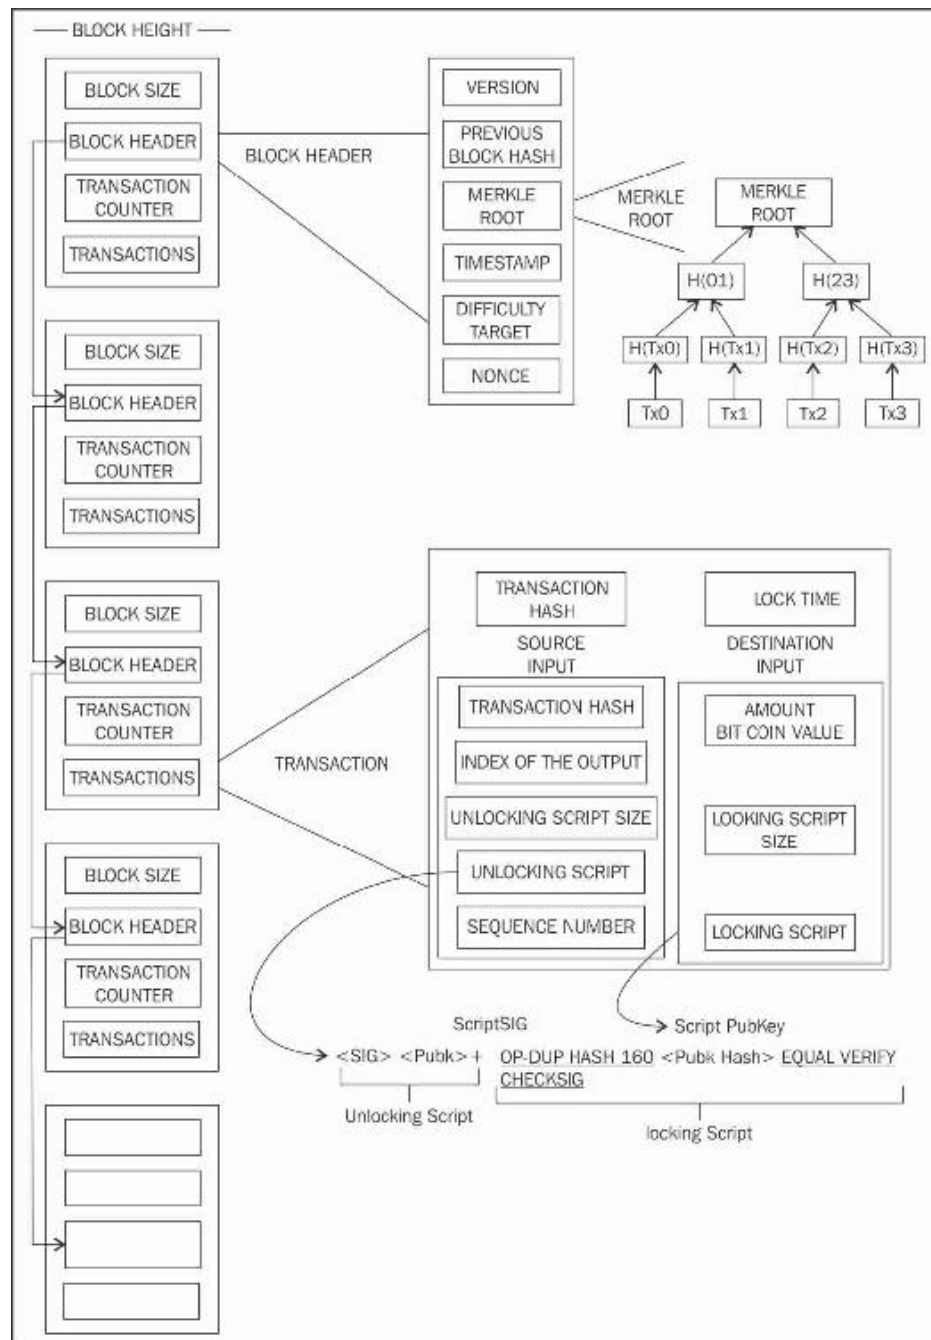 BLOCK HEIGHT
BLOCK SIZE
BLOCK HEADER
TRANSACTION
COUNTER
TRANSACTIONS
BLOCK HEADER
VERSION
PREVIOUS
BLOCK HASH
MERKLE
ROOT
TIMESTAMP
DIFFICULTY
TARGET
NONCE
MERKLE
ROOT
MERKLE
ROOT
H(01)
H(23)
H(Tx0)
H(Tx1)
H(Tx2)
H(Tx3)
Tx0
Tx1
Tx2
Tx3
BLOCK SIZE
BLOCK HEADER
TRANSACTION
COUNTER
TRANSACTIONS
BLOCK SIZE
BLOCK HEADER
TRANSACTION
COUNTER
TRANSACTIONS
TRANSACTION
TRANSACTION
HASH
LOCK TIME
SOURCE
INPUT
DESTINATION
INPUT
TRANSACTION HASH
INDEX OF THE OUTPUT
UNLOCKING SCRIPT SIZE
UNLOCKING SCRIPT
SEQUENCE NUMBER
AMOUNT
BIT COIN VALUE
LOOKING SCRIPT
SIZE
LOCKING SCRIPT
BLOCK SIZE
BLOCK HEADER
TRANSACTION
COUNTER
TRANSACTIONS
ScriptSIG
Script PubKey
<SIG> <Pubk>+ OP-DUP HASH 160 <Pubk Hash> EQUAL VERIFY
CHECKSIG
Unlocking Script
locking Script